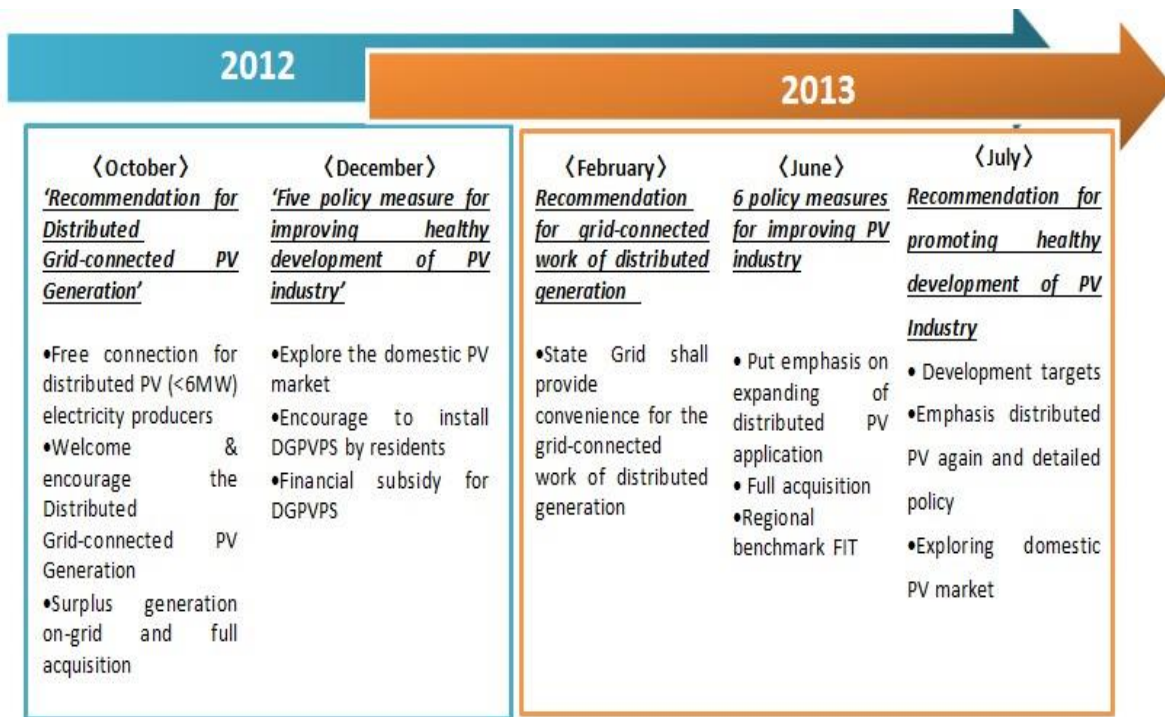 2012
2013
〈October〉
‘Recommendation for
Distributed
Grid-connected PV
Generation’
•Free connection for
distributed PV (<6MW)
electricity producers
•Welcome &
encourage the
Distributed
Grid-connected PV
Generation
•Surplus generation
on-grid and full
acquisition
〈December〉
‘Five policy measure for
improving healthy
development of PV
industry’
•Explore the domestic PV
market
•Encourage to install
DGPVPS by residents
•Financial subsidy for
DGPVPS
〈February〉
Recommendation
for grid-connected
work of distributed
generation
•State Grid shall
provide
convenience for the
grid-connected
work of distributed
generation
〈June〉
6 policy measures
for improving PV
industry
• Put emphasis on
expanding of
distributed PV
application
• Full acquisition
•Regional
benchmark FIT
〈July〉
Recommendation for
promoting healthy
development of PV
Industry
• Development targets
•Emphasis distributed
PV again and detailed
policy
•Exploring domestic
PV market